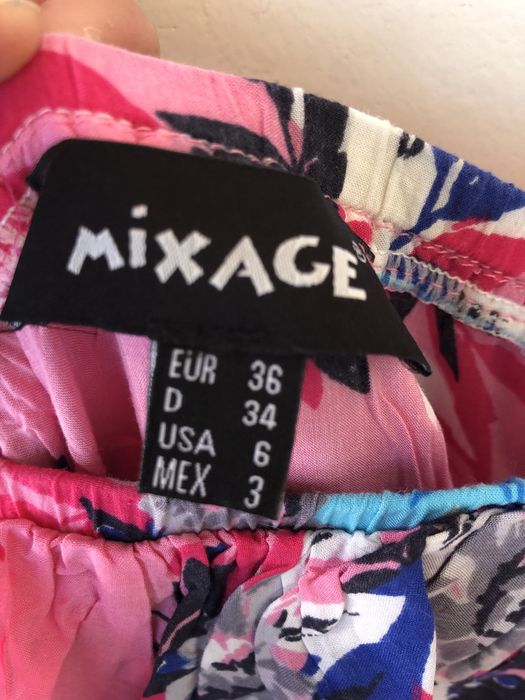 MiXAGE
EUR 36
D 34
USA 6
MEX 3